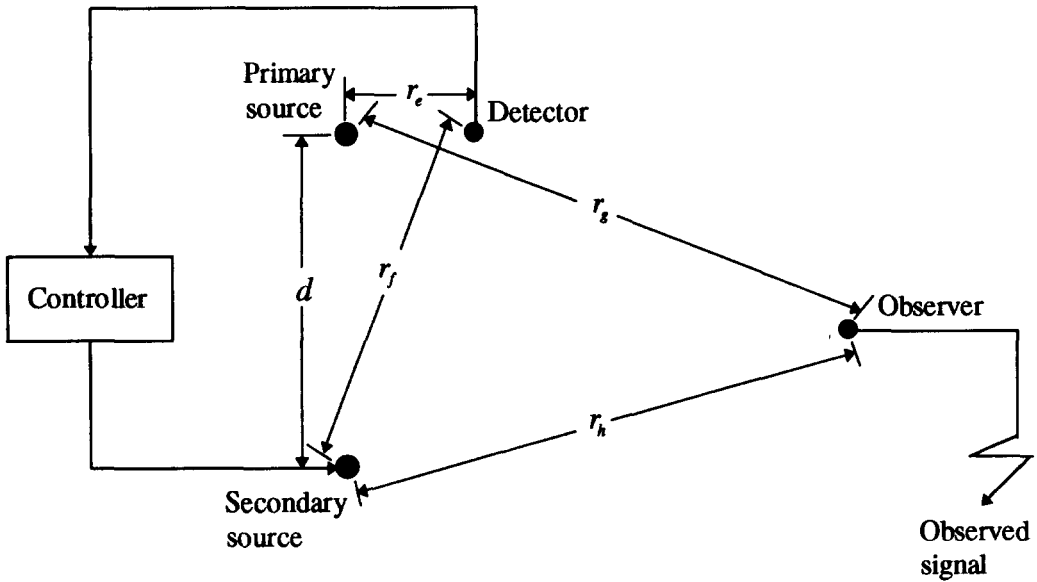 Primary
source
r_e
Detector
r_g
r_f
d
Controller
Observer
r_h
Secondary
source
Observed
signal